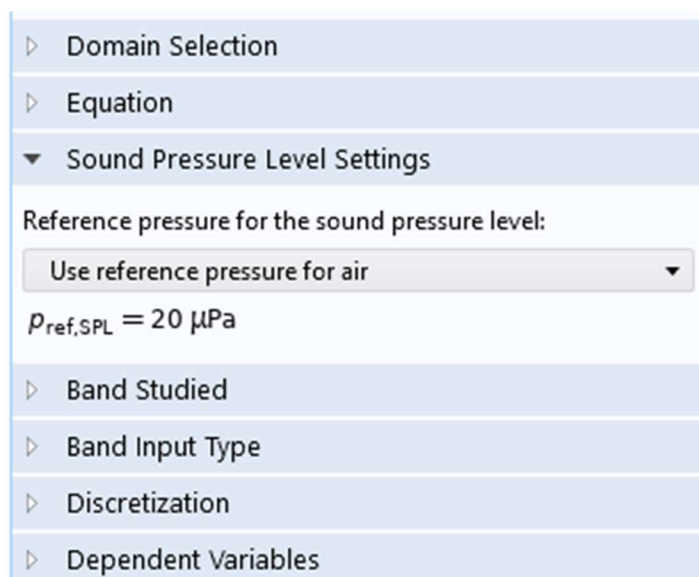 Domain Selection
Equation
Sound Pressure Level Settings
Reference pressure for the sound pressure level:
Use reference pressure for air
p_ref,SPL = 20 μPa
Band Studied
Band Input Type
Discretization
Dependent Variables